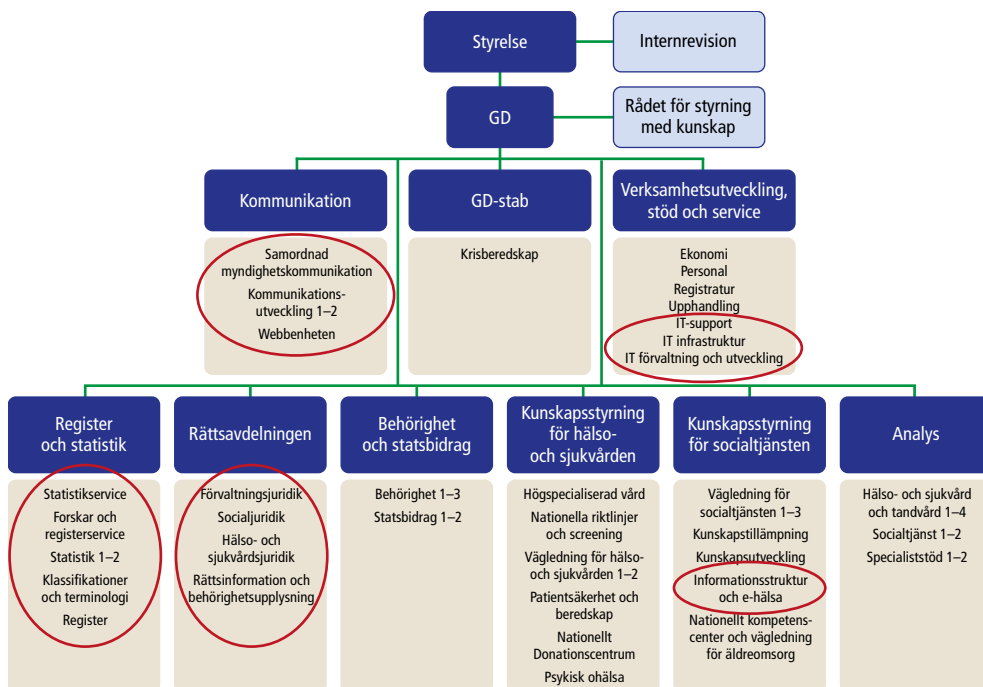 Styrelse
Internrevision
GD
Rådet för styrning
med kunskap
Kommunikation
Samordnad
myndighetskommunikation
Kommunikations-
utveckling 1–2
Webbenheten
GD-stab
Krisberedskap
Verksamhetsutveckling,
stöd och service
Ekonomi
Personal
Registratur
Upphandling
IT-support
IT infrastruktur
IT förvaltning och utveckling
Register
och statistik
Statistikservice
Forskar och
registerservice
Statistik 1–2
Klassifikationer
och terminologi
Register
Rättsavdelningen
Förvaltningsjuridik
Socialjuridik
Hälso- och
sjukvårdsjuridik
Rättsinformation och
behörighetsupplysning
Behörighet
och statsbidrag
Behörighet 1–3
Statsbidrag 1–2
Kunskapsstyrning
för hälso-
och sjukvården
Högspecialiserad vård
Nationella riktlinjer
och screening
Vägledning för hälso-
och sjukvården 1–2
Patientsäkerhet och
beredskap
Nationellt
Donationscentrum
Psykisk ohälsa
Kunskapsstyrning
för socialtjänsten
Vägledning för
socialtjänsten 1–3
Kunskapstillämpning
Kunskapsutveckling
Informationsstruktur
och e-hälsa
Nationellt kompetens-
center och vägledning
för äldreomsorg
Analys
Hälso- och sjukvård
och tandvård 1–4
Socialtjänst 1–2
Specialiststöd 1–2